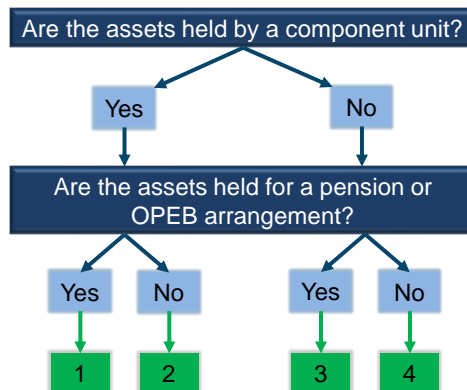 Are the assets held by a component unit?
Yes
No
Are the assets held for a pension or
OPEB arrangement?
Yes
No
Yes
No
1
2
3
4